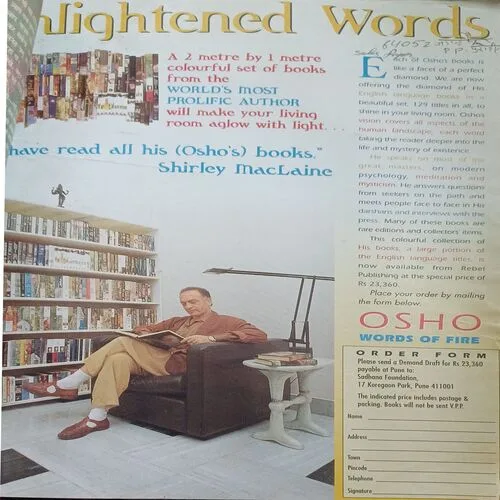 nlightened Words
A 2 metre by 1 metre
colourful set of books
from the
WORLD'S MOST
PROLIFIC AUTHOR
will make your living
room aglow with light. . .
have read all his (Osho's) books."
Shirley MacLaine
64052
Each of Osho's books is
like a facet of a perfect
diamond. We are now
offering the diamond of His
English language books in a
beautiful set, 129 titles in all, to
shine in your living room. Osho's
vision covers all aspects of the
human landscape, each word
taking the reader deeper into the
life and mystery of existence.
He speaks on most of the
great masters, on modern
psychology, meditation and
mysticism. He answers questions
from seekers on the path and
meets people face to face in His
darshans and interviews with the
press. Many of these books are
rare editions and collectors' items.
This colourful collection of
His books, a large portion of
the English language titles, is
now available from Rebel
Publishing at the special price of
Rs 23,360.
Place your order by mailing
the form below.
OSHO
WORDS OF FIRE
ORDER FORM
Please send a Demand Draft for Rs 23,360
payable at Pune to:
Sadhana Foundation,
17 Koregaon Park, Pune 411001
The indicated price includes postage &
packing. Books will not be sent V.P.P.
Name
Address
Town
Pincode
Telephone
Signature